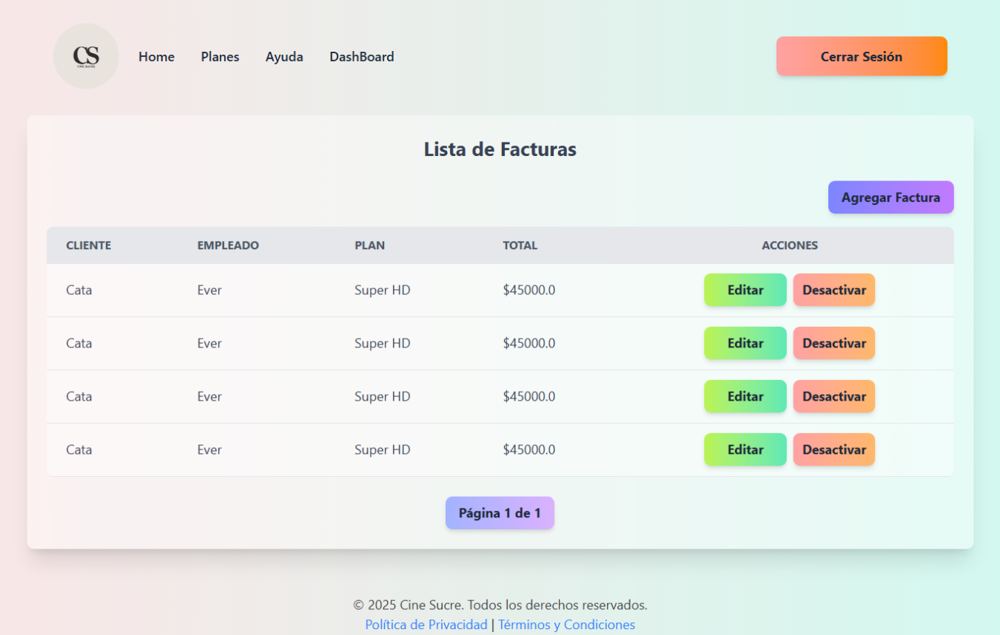 CS
CINE SUCRE
Home Planes Ayuda DashBoard Cerrar Sesión
Lista de Facturas
Agregar Factura
CLIENTE EMPLEADO PLAN TOTAL ACCIONES
Cata Ever Super HD $45000.0 Editar Desactivar
Cata Ever Super HD $45000.0 Editar Desactivar
Cata Ever Super HD $45000.0 Editar Desactivar
Cata Ever Super HD $45000.0 Editar Desactivar
Página 1 de 1
© 2025 Cine Sucre. Todos los derechos reservados.
Política de Privacidad | Términos y Condiciones